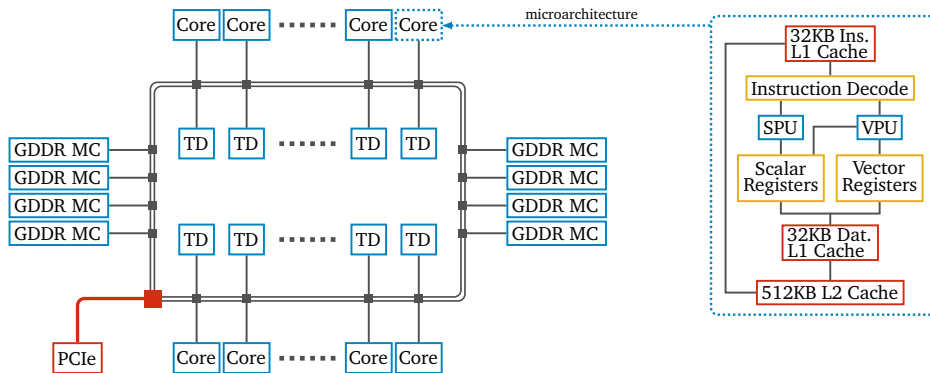 Core Core Core Core
microarchitecture
32KB Ins.
L1 Cache
Instruction Decode
SPU VPU
Scalar
Registers
Vector
Registers
32KB Dat.
L1 Cache
512KB L2 Cache
TD TD TD TD
GDDR MC
GDDR MC
GDDR MC
GDDR MC
GDDR MC
GDDR MC
GDDR MC
GDDR MC
TD TD TD TD
PCIe
Core Core Core Core